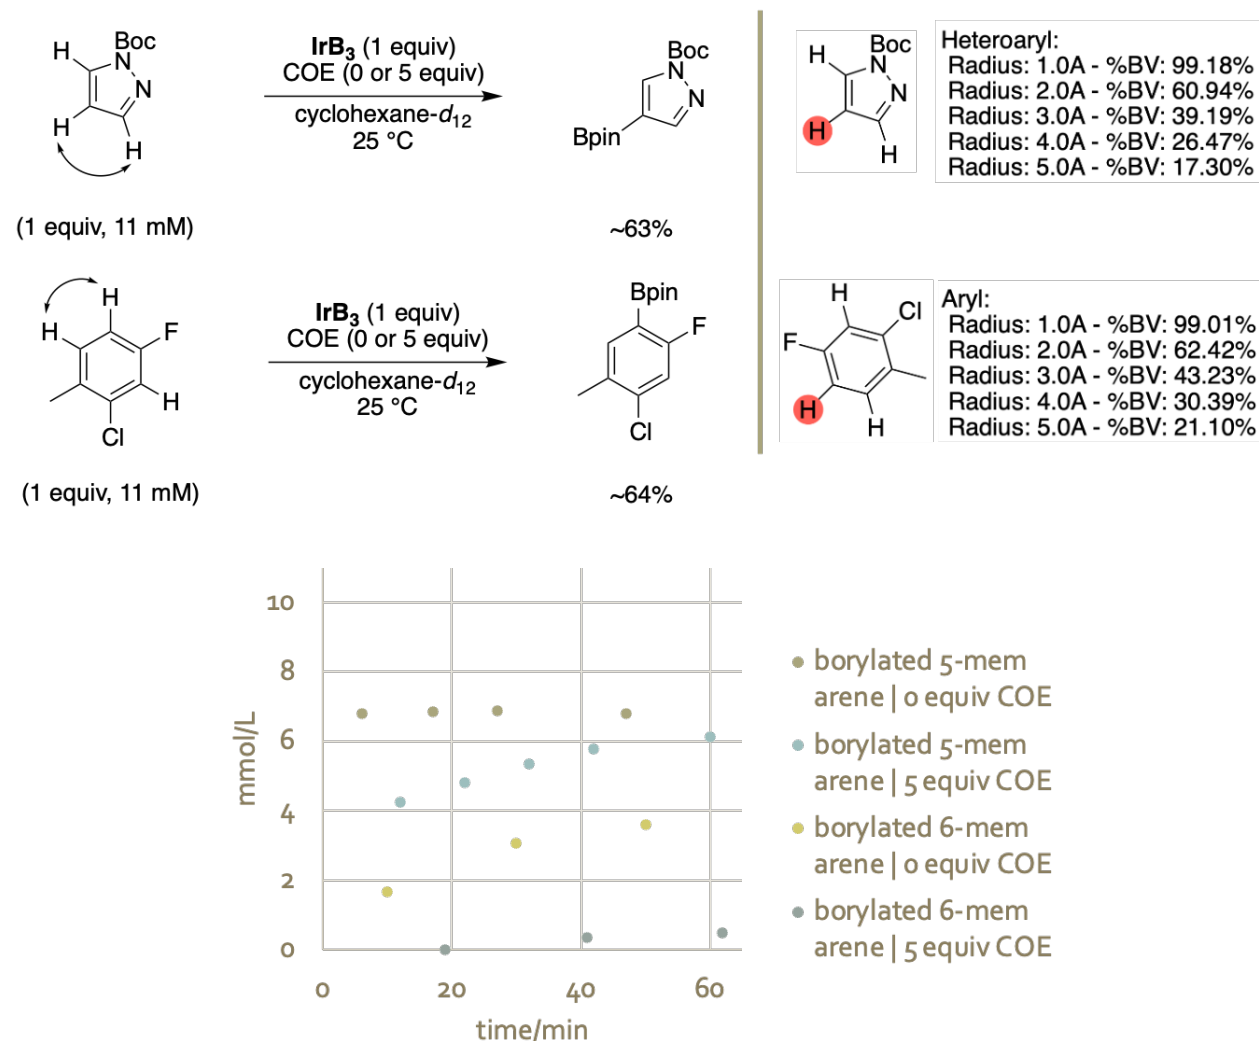 H
Boc
N
N
H
H
(1 equiv, 11 mM)
IrB3 (1 equiv)
COE (0 or 5 equiv)
cyclohexane-d12
25 °C
Boc
N
N
Bpin
~63%
H
Boc
N
N
H
H
Heteroaryl:
Radius: 1.0A - %BV: 99.18%
Radius: 2.0A - %BV: 60.94%
Radius: 3.0A - %BV: 39.19%
Radius: 4.0A - %BV: 26.47%
Radius: 5.0A - %BV: 17.30%
H
H
F
H
Cl
(1 equiv, 11 mM)
IrB3 (1 equiv)
COE (0 or 5 equiv)
cyclohexane-d12
25 °C
Bpin
F
Cl
~64%
H
Cl
F
H
H
Aryl:
Radius: 1.0A - %BV: 99.01%
Radius: 2.0A - %BV: 62.42%
Radius: 3.0A - %BV: 43.23%
Radius: 4.0A - %BV: 30.39%
Radius: 5.0A - %BV: 21.10%
mmol/L
10
8
6
4
2
0
0 20 40 60
time/min
borylated 5-mem
arene | 0 equiv COE
borylated 5-mem
arene | 5 equiv COE
borylated 6-mem
arene | 0 equiv COE
borylated 6-mem
arene | 5 equiv COE